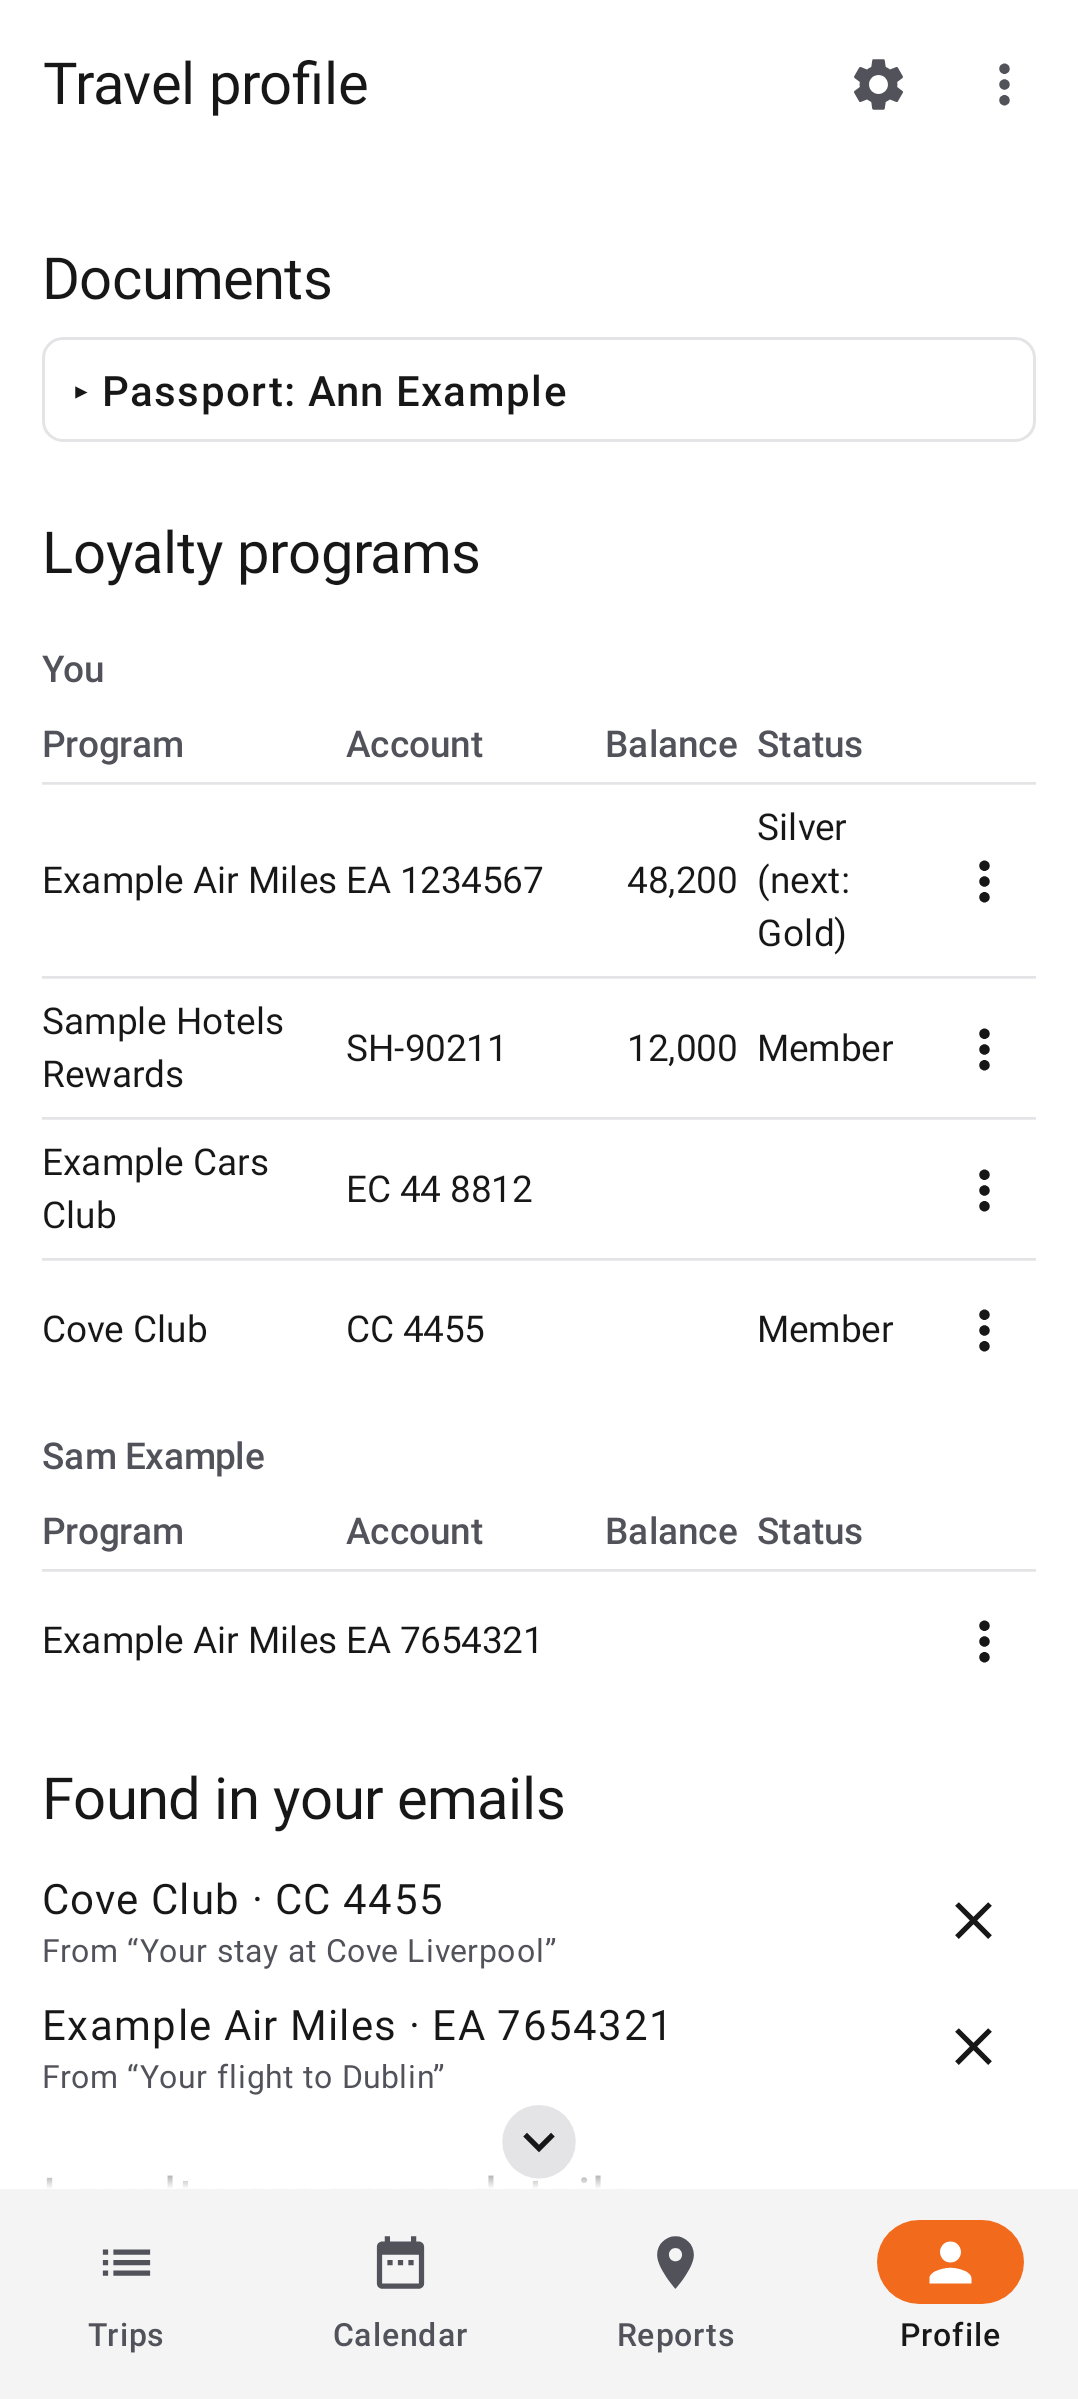 Travel profile
Documents
▸ Passport: Ann Example
Loyalty programs
You
Program Account Balance Status
Example Air Miles EA 1234567 48,200 Silver (next: Gold)
Sample Hotels Rewards SH-90211 12,000 Member
Example Cars Club EC 44 8812
Cove Club CC 4455 Member
Sam Example
Program Account Balance Status
Example Air Miles EA 7654321
Found in your emails
Cove Club · CC 4455
From “Your stay at Cove Liverpool”
Example Air Miles · EA 7654321
From “Your flight to Dublin”
Trips Calendar Reports Profile